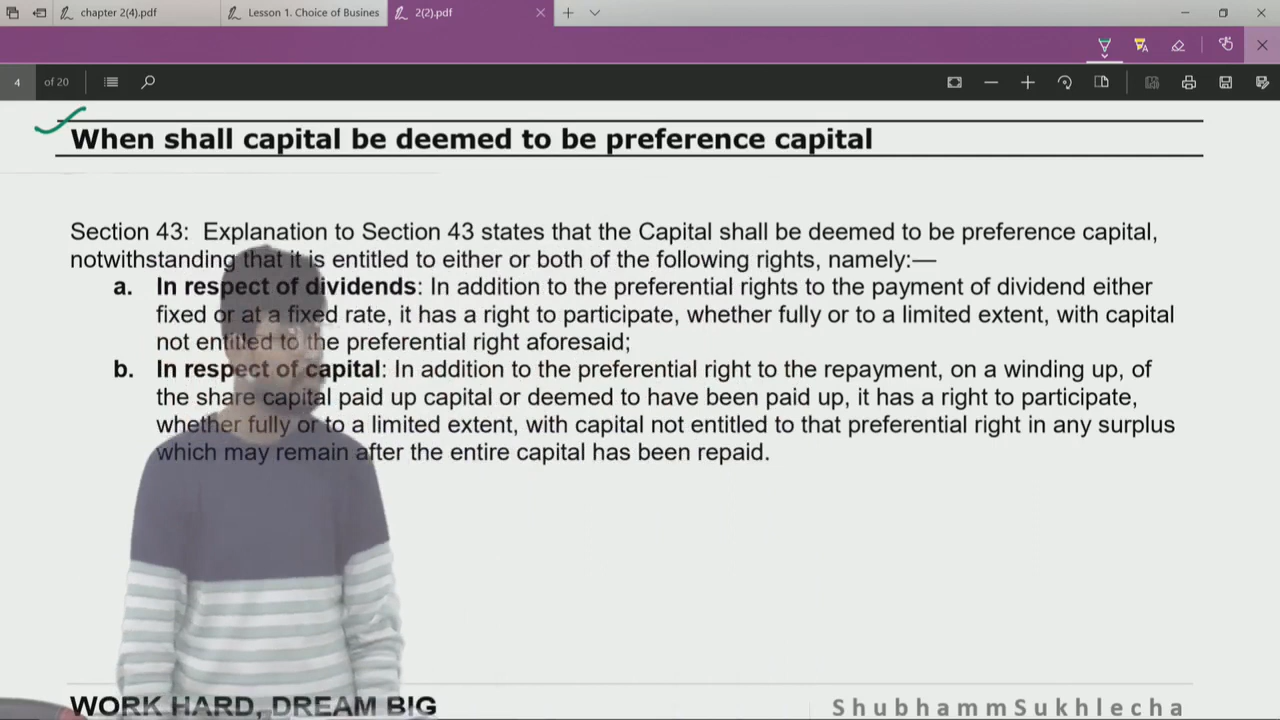 chapter 2(4).pdf
Lesson 1. Choice of Busines
2(2).pdf
4 of 20
When shall capital be deemed to be preference capital
Section 43: Explanation to Section 43 states that the Capital shall be deemed to be preference capital,
notwithstanding that it is entitled to either or both of the following rights, namely:—
a. In respect of dividends: In addition to the preferential rights to the payment of dividend either
fixed or at a fixed rate, it has a right to participate, whether fully or to a limited extent, with capital
not entitled to the preferential right aforesaid;
b. In respect of capital: In addition to the preferential right to the repayment, on a winding up, of
the share capital paid up capital or deemed to have been paid up, it has a right to participate,
whether fully or to a limited extent, with capital not entitled to that preferential right in any surplus
which may remain after the entire capital has been repaid.
WORK HARD, DREAM BIG
ShubhammSukhlecha